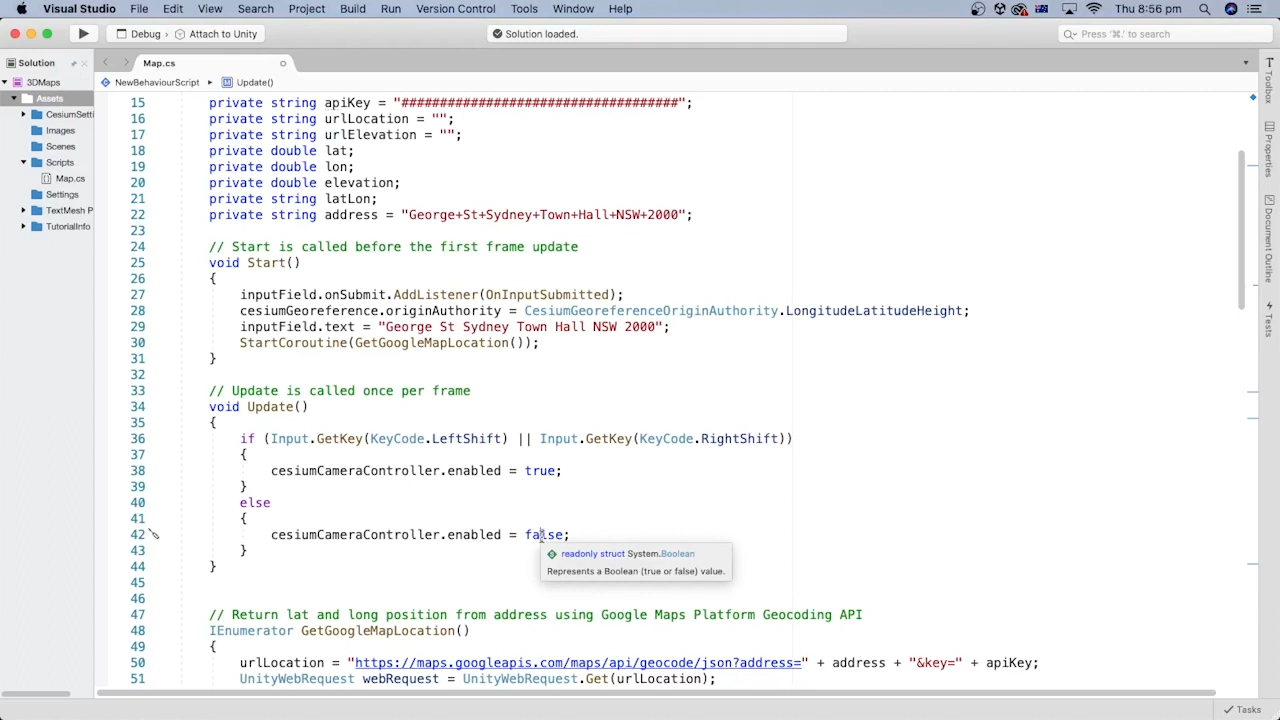 Visual Studio File Edit View Search Project Build Run Version Control Tools Window Help Thu 8:56 pm
Debug › Attach to Unity Solution loaded. Press '⌘.' to search
Solution Map.cs
NewBehaviourScript ▸ Update()
3DMaps
Assets
CesiumSetti
Images
Scenes
Scripts
Map.cs
Settings
TextMesh P
TutorialInfo
15 private string apiKey = "####################################";
16 private string urlLocation = "";
17 private string urlElevation = "";
18 private double lat;
19 private double lon;
20 private double elevation;
21 private string latLon;
22 private string address = "George+St+Sydney+Town+Hall+NSW+2000";
23
24 // Start is called before the first frame update
25 void Start()
26 {
27 inputField.onSubmit.AddListener(OnInputSubmitted);
28 cesiumGeoreference.originAuthority = CesiumGeoreferenceOriginAuthority.LongitudeLatitudeHeight;
29 inputField.text = "George St Sydney Town Hall NSW 2000";
30 StartCoroutine(GetGoogleMapLocation());
31 }
32
33 // Update is called once per frame
34 void Update()
35 {
36 if (Input.GetKey(KeyCode.LeftShift) || Input.GetKey(KeyCode.RightShift))
37 {
38 cesiumCameraController.enabled = true;
39 }
40 else
41 {
42 cesiumCameraController.enabled = false;
43 }
readonly struct System.Boolean
Represents a Boolean (true or false) value.
44 }
45
46
47 // Return lat and long position from address using Google Maps Platform Geocoding API
48 IEnumerator GetGoogleMapLocation()
49 {
50 urlLocation = "https://maps.googleapis.com/maps/api/geocode/json?address=" + address + "&key=" + apiKey;
51 UnityWebRequest webRequest = UnityWebRequest.Get(urlLocation);
Toolbox
Properties
Document Outline
Tests
Tasks